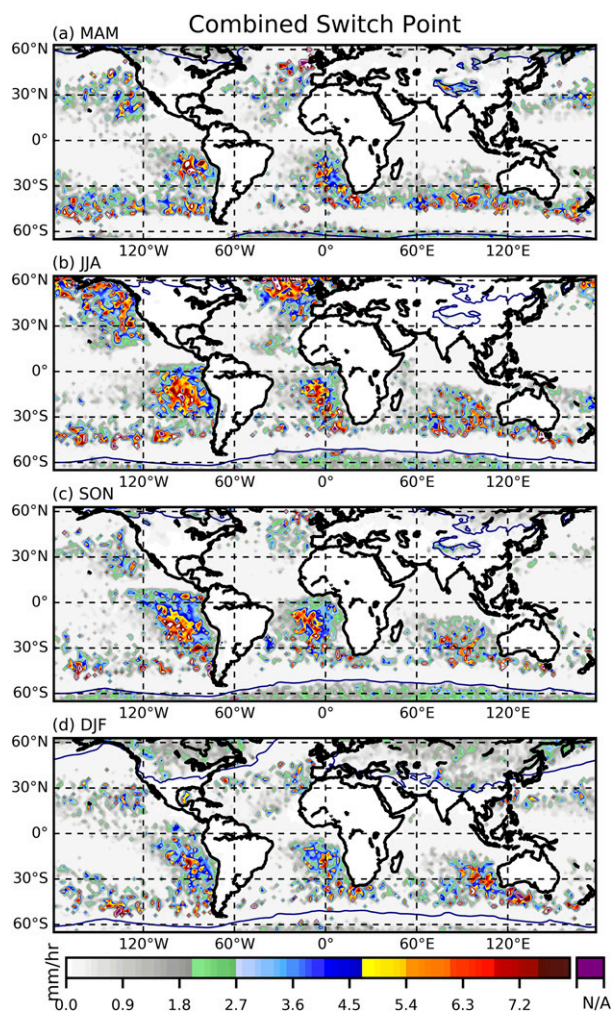 Combined Switch Point
(a) MAM
60°N
30°N
0°
30°S
60°S
120°W 60°W 0° 60°E 120°E
(b) JJA
60°N
30°N
0°
30°S
60°S
120°W 60°W 0° 60°E 120°E
(c) SON
60°N
30°N
0°
30°S
60°S
120°W 60°W 0° 60°E 120°E
(d) DJF
60°N
30°N
0°
30°S
60°S
120°W 60°W 0° 60°E 120°E
mm/hr
0.0 0.9 1.8 2.7 3.6 4.5 5.4 6.3 7.2 N/A